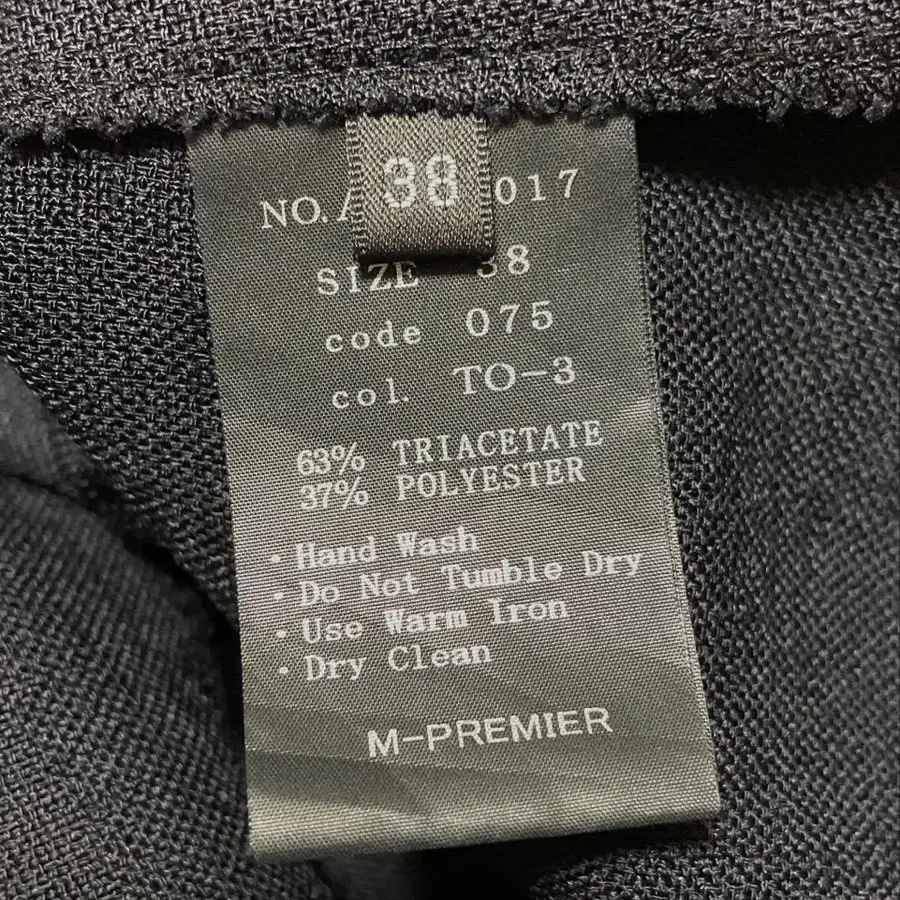 38
NO. 017
SIZE 38
code 075
col. TO-3
63% TRIACETATE
37% POLYESTER
· Hand Wash
· Do Not Tumble Dry
· Use Warm Iron
· Dry Clean
M-PREMIER